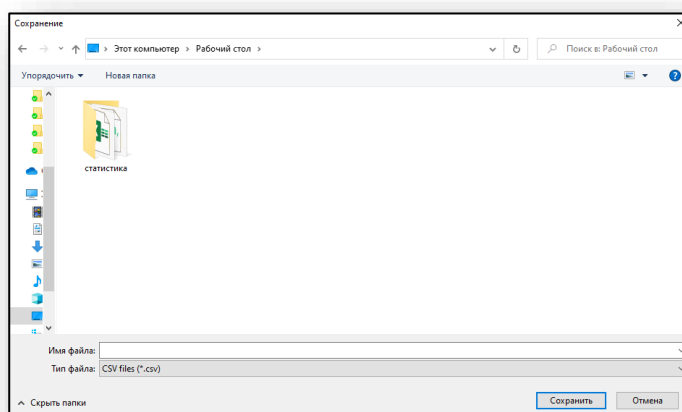 Сохранение
Этот компьютер › Рабочий стол ›
Поиск в: Рабочий стол
Упорядочить
Новая папка
статистика
Имя файла:
Тип файла: CSV files (*.csv)
Скрыть папки
Сохранить
Отмена